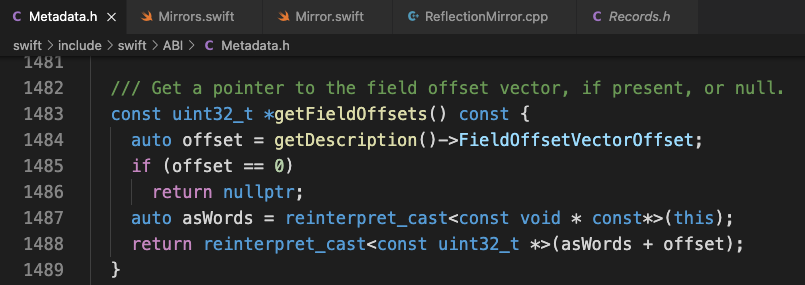 Metadata.h Mirrors.swift Mirror.swift ReflectionMirror.cpp Records.h
swift > include > swift > ABI > C Metadata.h
1481
1482 /// Get a pointer to the field offset vector, if present, or null.
1483 const uint32_t *getFieldOffsets() const {
1484 auto offset = getDescription()->FieldOffsetVectorOffset;
1485 if (offset == 0)
1486 return nullptr;
1487 auto asWords = reinterpret_cast<const void * const*>(this);
1488 return reinterpret_cast<const uint32_t *>(asWords + offset);
1489 }